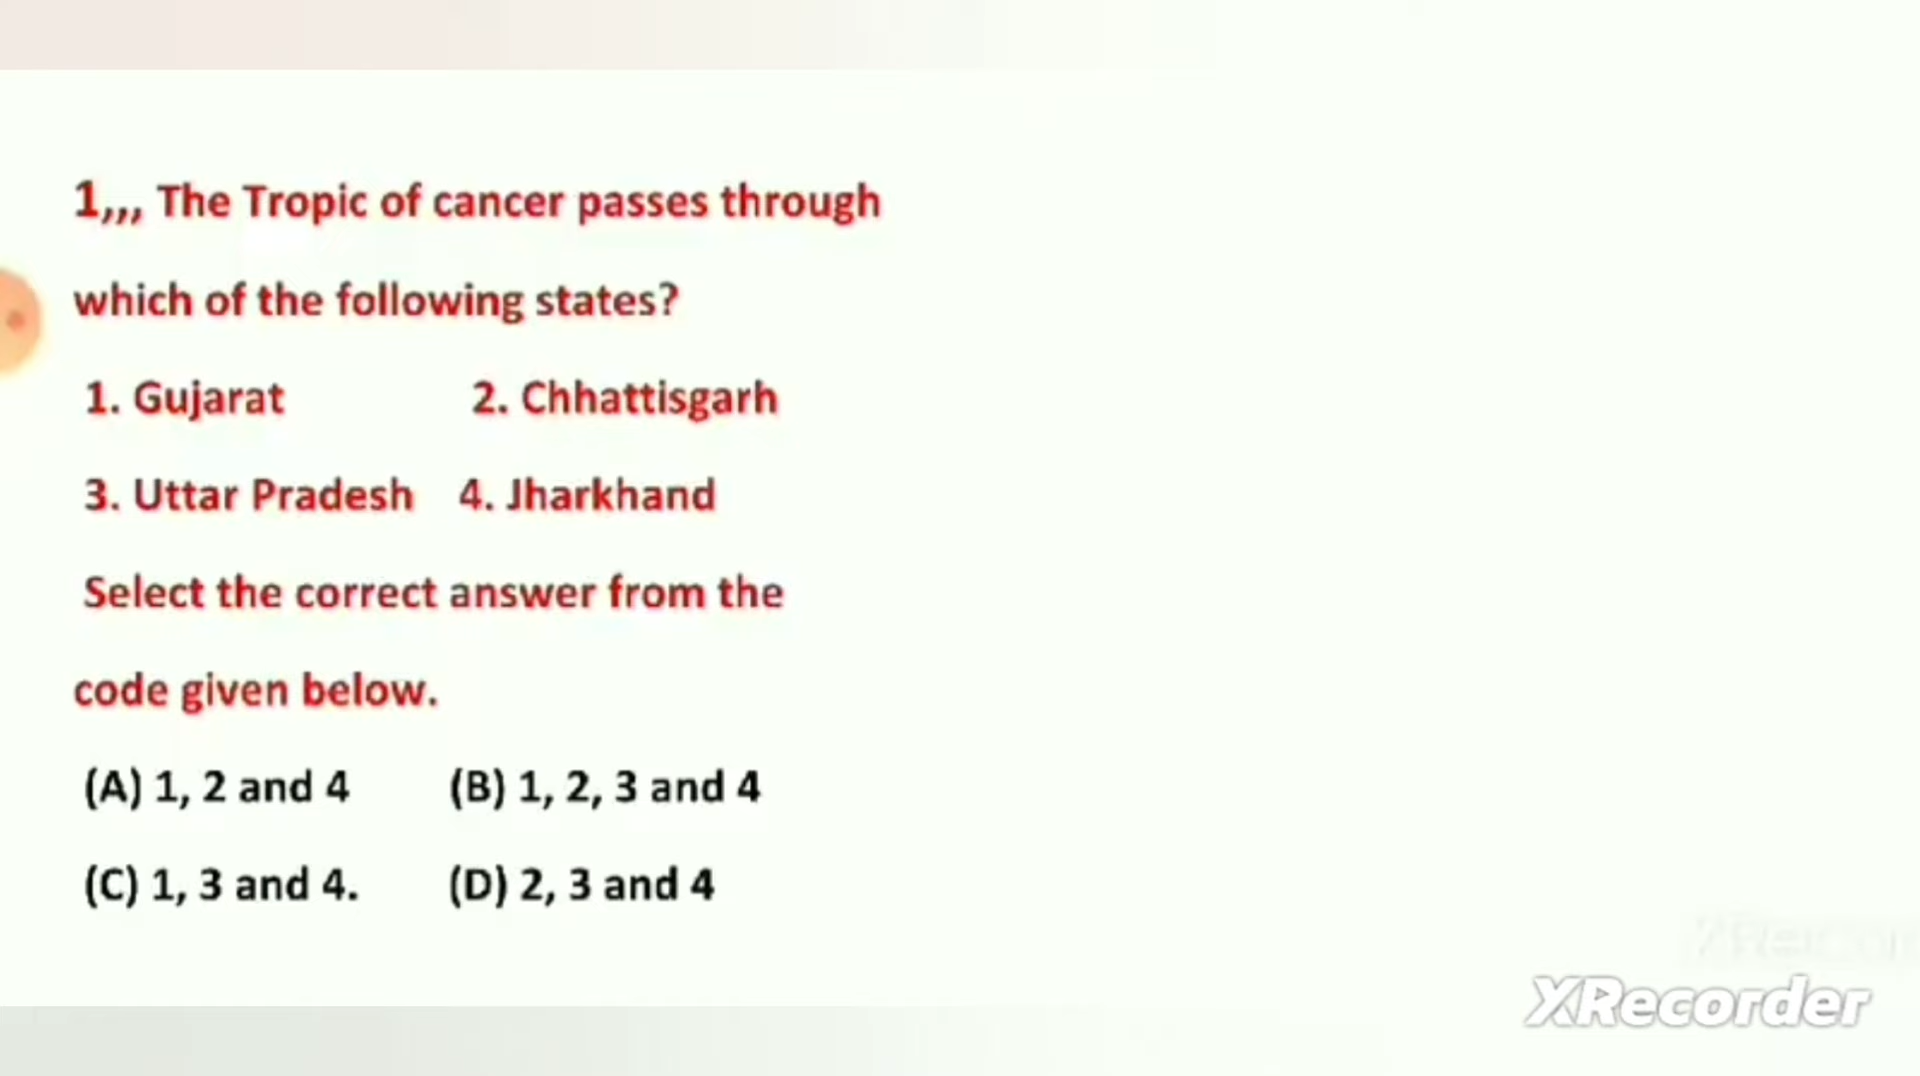 1,,, The Tropic of cancer passes through
which of the following states?
1. Gujarat 2. Chhattisgarh
3. Uttar Pradesh 4. Jharkhand
Select the correct answer from the
code given below.
(A) 1, 2 and 4 (B) 1, 2, 3 and 4
(C) 1, 3 and 4. (D) 2, 3 and 4
XRecorder